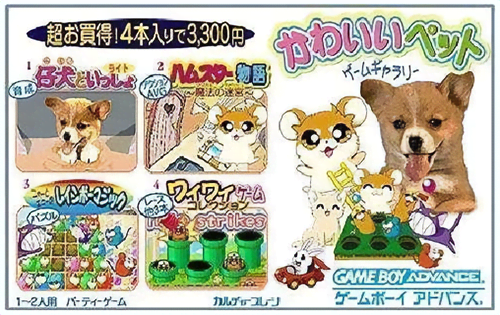 超お買得!4本入りで3,300円
1
こいぬ
仔犬といっしょ
ライト
育成
2
ハムスター物語
~魔法の迷宮~
アクション
AVG
3
レインボーマジック
パズル
4
ワイワイゲーム
コレクション
strikes
かわいいペット
ゲームギャラリー
GAME BOY ADVANCE
ゲームボーイ アドバンス
1~2人用 パーティーゲーム
カルチャーブレーン